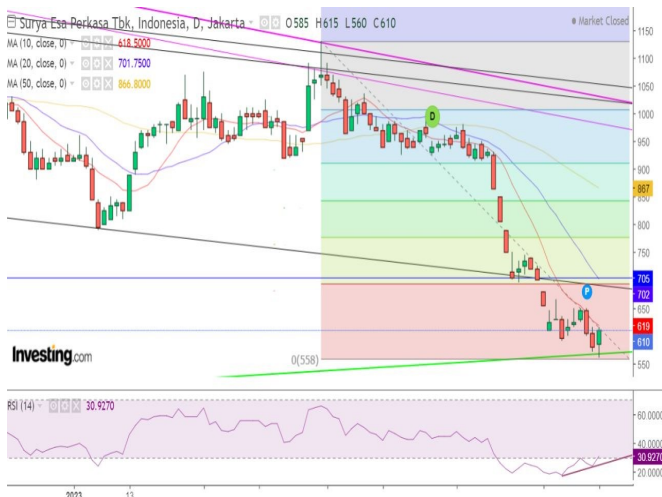 Surya Esa Perkasa Tbk, Indonesia, D, Jakarta O585 H615 L560 C610
Market Closed
MA (10, close, 0) 618.5000
MA (20, close, 0) 701.7500
MA (50, close, 0) 866.8000
1150
1100
1050
1000
950
900
867
850
800
750
705
702
650
619
610
550
D
P
0(558)
Investing.com
RSI (14) 30.9270
60.0000
40.0000
30.9270
20.0000
2023
13